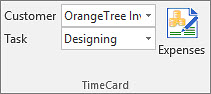 Customer OrangeTree Inv
Task Designing
Expenses
TimeCard